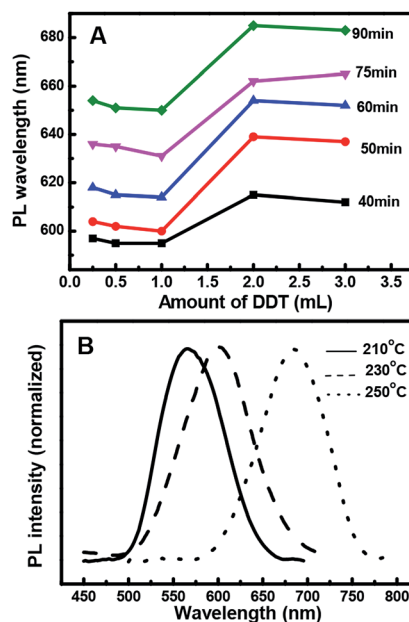 A
PL wavelength (nm)
680
660
640
620
600
90min
75min
60min
50min
40min
0.0 0.5 1.0 1.5 2.0 2.5 3.0
Amount of DDT (mL)
B
PL intensity (normalized)
210°C
230°C
250°C
450 500 550 600 650 700 750 800
Wavelength (nm)